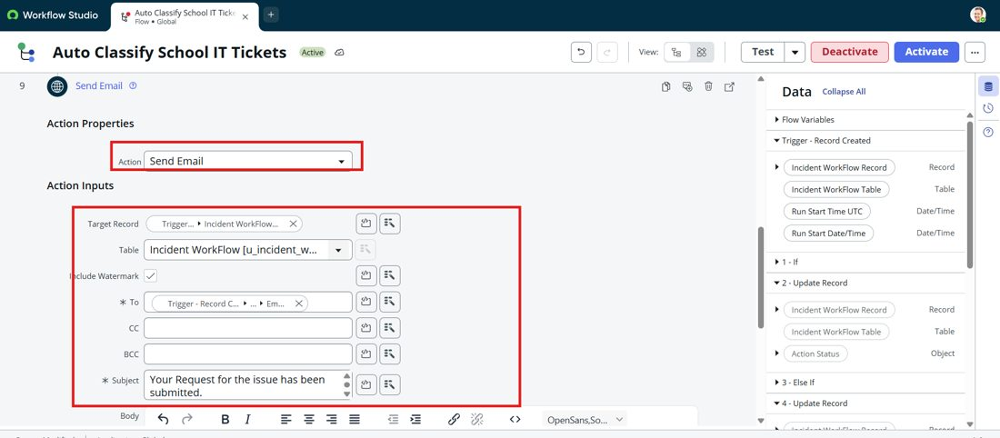 Workflow Studio
Auto Classify School IT Ticke
Flow • Global
Auto Classify School IT Tickets
Active
View:
Test
Deactivate
Activate
9
Send Email
Action Properties
Action
Send Email
Action Inputs
Target Record
Trigger... ▸ Incident WorkFlow...
Table
Incident WorkFlow [u_incident_w...
Include Watermark
* To
Trigger - Record C... ▸ ... ▸ Em...
CC
BCC
* Subject
Your Request for the issue has been
submitted.
Body
B I
OpenSans,So...
Data
Collapse All
Flow Variables
Trigger - Record Created
Incident WorkFlow Record
Record
Incident WorkFlow Table
Table
Run Start Time UTC
Date/Time
Run Start Date/Time
Date/Time
1 - If
2 - Update Record
Incident WorkFlow Record
Record
Incident WorkFlow Table
Table
Action Status
Object
3 - Else If
4 - Update Record
Incident WorkFlow Record
Record